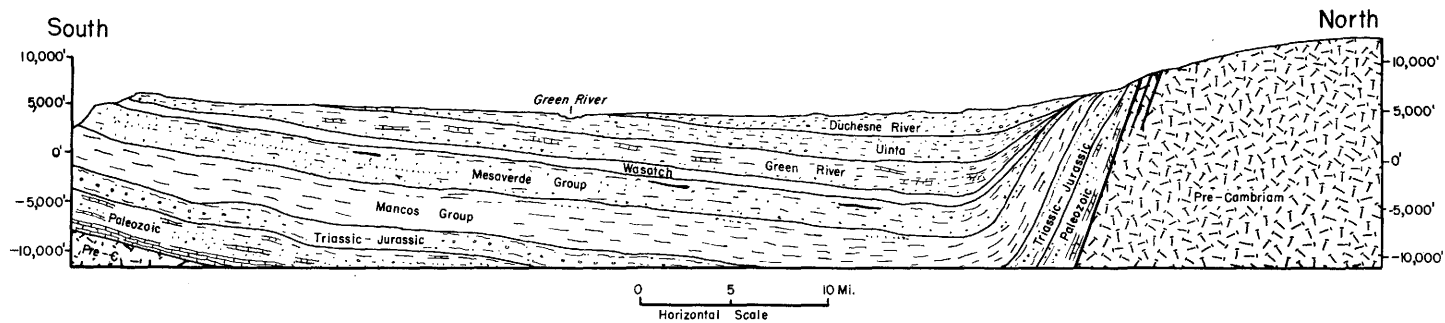 South
North
10,000'
5,000'
0'
-5,000'
-10,000'
10,000'
5,000'
0'
-5,000'
-10,000'
Green River
Duchesne River
Uinta
Green River
Wasatch
Mesaverde Group
Mancos Group
Triassic-Jurassic
Paleozoic
Pre-C
Triassic-Jurassic
Paleozoic
Pre-Cambriam
0 5 10 Mi.
Horizontal Scale